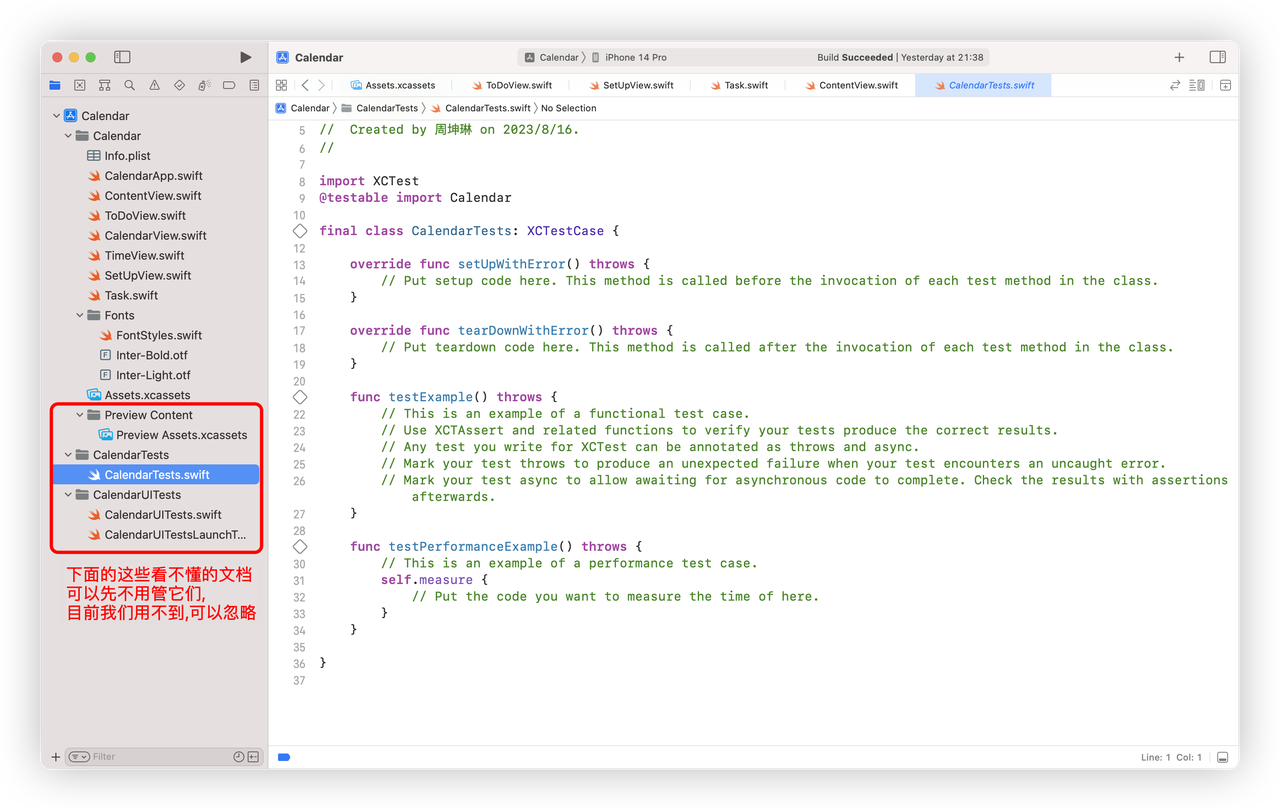 Calendar
Calendar
iPhone 14 Pro
Build Succeeded | Yesterday at 21:38
Assets.xcassets
ToDoView.swift
SetUpView.swift
Task.swift
ContentView.swift
CalendarTests.swift
Calendar
CalendarTests
CalendarTests.swift
No Selection
Calendar
Calendar
Info.plist
CalendarApp.swift
ContentView.swift
ToDoView.swift
CalendarView.swift
TimeView.swift
SetUpView.swift
Task.swift
Fonts
FontStyles.swift
Inter-Bold.otf
Inter-Light.otf
Assets.xcassets
Preview Content
Preview Assets.xcassets
CalendarTests
CalendarTests.swift
CalendarUITests
CalendarUITests.swift
CalendarUITestsLaunchT...
下面的这些看不懂的文档
可以先不用管它们,
目前我们用不到,可以忽略
Filter
5 //  Created by 周坤琳 on 2023/8/16.
6 //
7
8 import XCTest
9 @testable import Calendar
10
final class CalendarTests: XCTestCase {
12
13     override func setUpWithError() throws {
14         // Put setup code here. This method is called before the invocation of each test method in the class.
15     }
16
17     override func tearDownWithError() throws {
18         // Put teardown code here. This method is called after the invocation of each test method in the class.
19     }
20
    func testExample() throws {
22         // This is an example of a functional test case.
23         // Use XCTAssert and related functions to verify your tests produce the correct results.
24         // Any test you write for XCTest can be annotated as throws and async.
25         // Mark your test throws to produce an unexpected failure when your test encounters an uncaught error.
26         // Mark your test async to allow awaiting for asynchronous code to complete. Check the results with assertions
            afterwards.
27     }
28
    func testPerformanceExample() throws {
30         // This is an example of a performance test case.
31         self.measure {
32             // Put the code you want to measure the time of here.
33         }
34     }
35
36 }
37
Line: 1  Col: 1